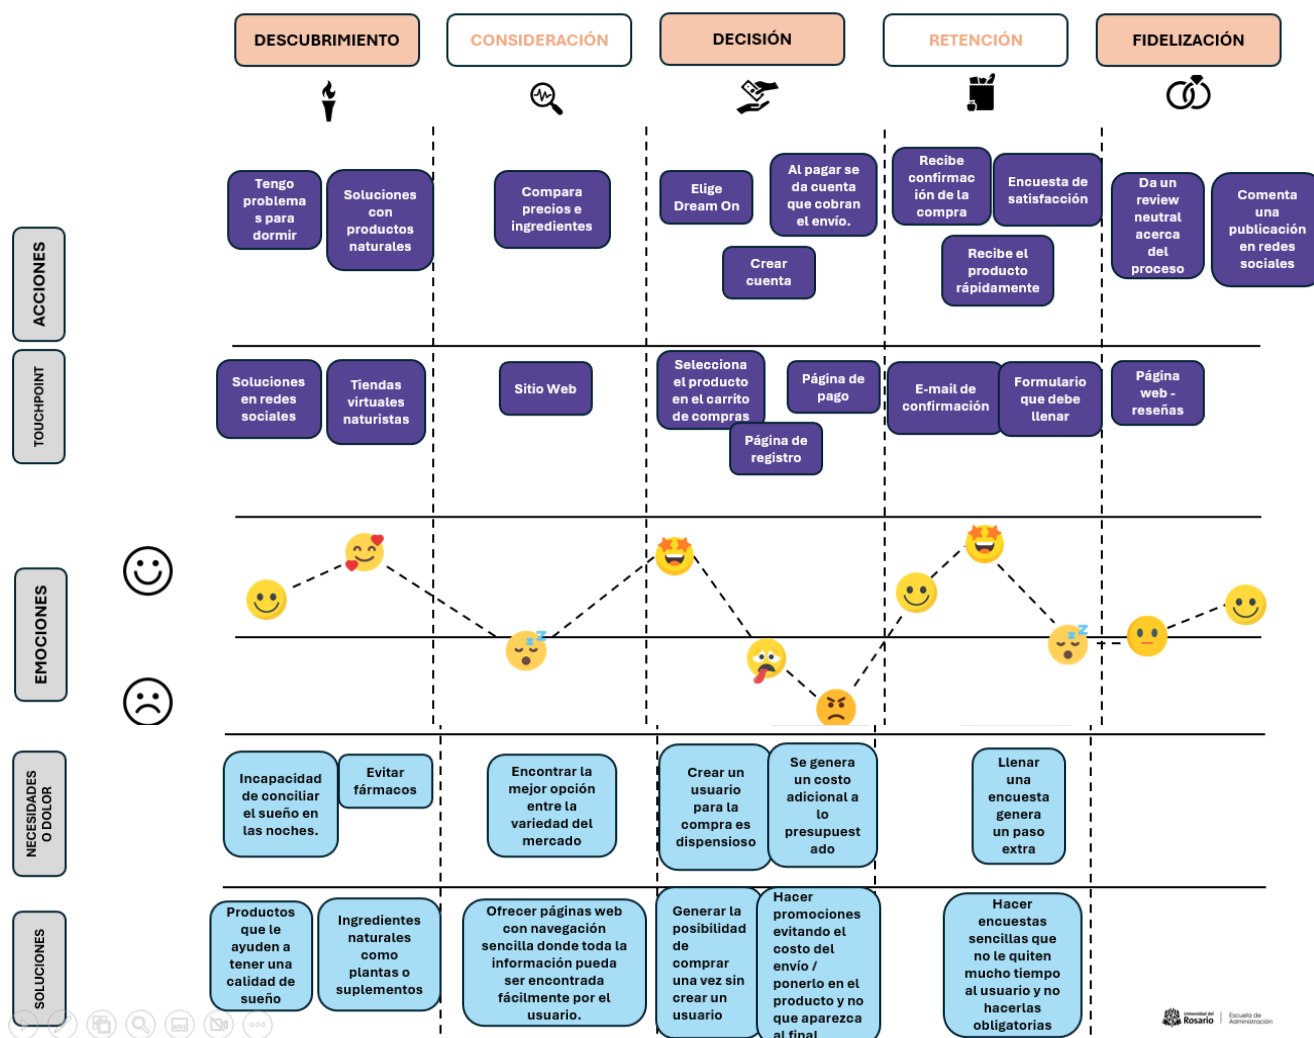 DESCUBRIMIENTO
CONSIDERACIÓN
DECISIÓN
RETENCIÓN
FIDELIZACIÓN
ACCIONES
Tengo
problema
s para
dormir
Soluciones
con
productos
naturales
Compara
precios e
ingredientes
Elige
Dream On
Al pagar se
da cuenta
que cobran
el envío.
Crear
cuenta
Recibe
confirmac
ión de la
compra
Encuesta de
satisfacción
Recibe el
producto
rápidamente
Da un
review
neutral
acerca
del
proceso
Comenta
una
publicación
en redes
sociales
TOUCHPOINT
Soluciones
en redes
sociales
Tiendas
virtuales
naturistas
Sitio Web
Selecciona
el producto
en el carrito
de compras
Página de
pago
Página de
registro
E-mail de
confirmación
Formulario
que debe
llenar
Página
web -
reseñas
EMOCIONES
NECESIDADES
O DOLOR
Incapacidad
de conciliar
el sueño en
las noches.
Evitar
fármacos
Encontrar la
mejor opción
entre la
variedad del
mercado
Crear un
usuario
para la
compra es
dispensioso
Se genera
un costo
adicional a
lo
presupuest
ado
Llenar
una
encuesta
genera
un paso
extra
SOLUCIONES
Productos
que le
ayuden a
tener una
calidad de
sueño
Ingredientes
naturales
como
plantas o
suplementos
Ofrecer páginas web
con navegación
sencilla donde toda la
información pueda
ser encontrada
fácilmente por el
usuario.
Generar la
posibilidad
de
comprar
una vez sin
crear un
usuario
Hacer
promociones
evitando el
costo del
envío /
ponerlo en el
producto y no
que aparezca
al final
Hacer
encuestas
sencillas que
no le quiten
mucho tiempo
al usuario y no
hacerlas
obligatorias
Universidad del
Rosario
Escuela de
Administración